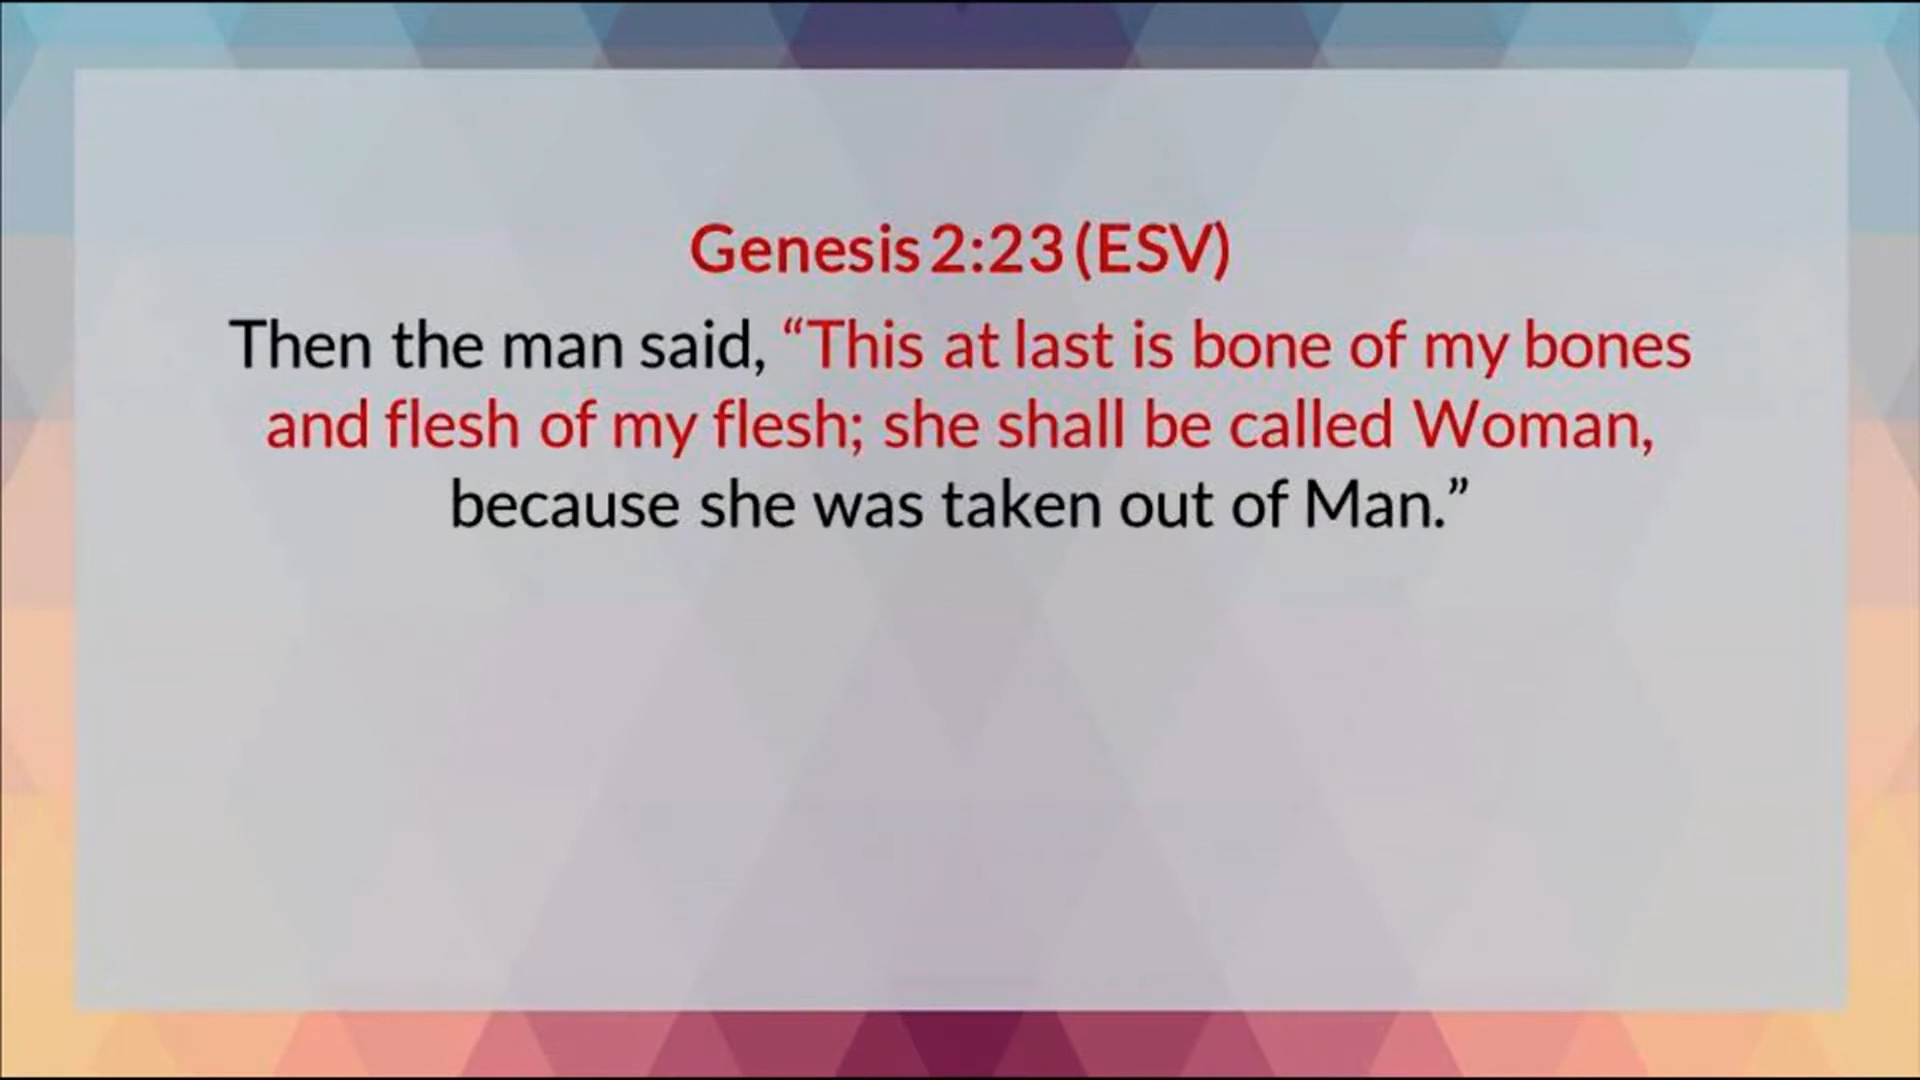 Genesis 2:23 (ESV)
Then the man said, “This at last is bone of my bones
and flesh of my flesh; she shall be called Woman,
because she was taken out of Man.”